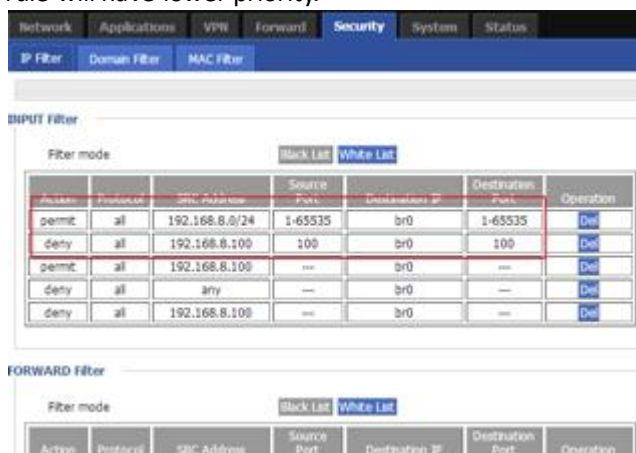 rule will have lower priority.
Network Applications VPN Forward Security System Status
IP Filter Domain Filter MAC Filter
INPUT Filter
Filter mode Black List White List
Action Protocol SRC Address Source Port Destination IP Destination Port Operation
permit all 192.168.8.0/24 1-65535 br0 1-65535 Del
deny all 192.168.8.100 100 br0 100 Del
permit all 192.168.8.100 --- br0 --- Del
deny all any --- br0 --- Del
deny all 192.168.8.100 --- br0 --- Del
FORWARD Filter
Filter mode Black List White List
Action Protocol SRC Address Source Port Destination IP Destination Port Operation